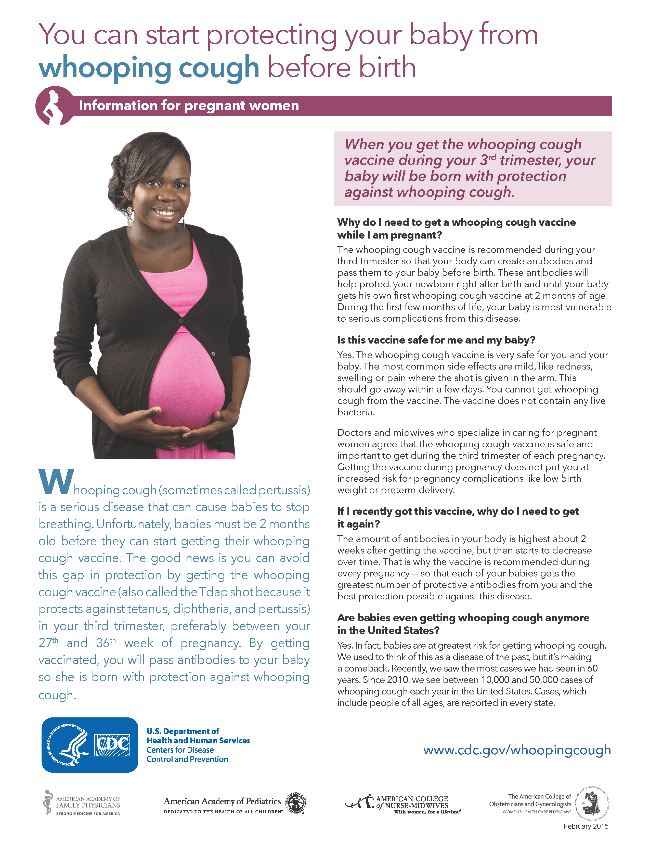 You can start protecting your baby from
whooping cough before birth
Information for pregnant women
When you get the whooping cough
vaccine during your 3rd trimester, your
baby will be born with protection
against whooping cough.
Why do I need to get a whooping cough vaccine
while I am pregnant?
The whooping cough vaccine is recommended during your
third trimester so that your body can create antibodies and
pass them to your baby before birth. These antibodies will
help protect your newborn right after birth and until your baby
gets his own first whooping cough vaccine at 2 months of age.
During the first few months of life, your baby is most vulnerable
to serious complications from this disease.
Is this vaccine safe for me and my baby?
Yes. The whooping cough vaccine is very safe for you and your
baby. The most common side effects are mild, like redness,
swelling or pain where the shot is given in the arm. This
should go away within a few days. You cannot get whooping
cough from the vaccine. The vaccine does not contain any live
bacteria.
Doctors and midwives who specialize in caring for pregnant
women agree that the whooping cough vaccine is safe and
important to get during the third trimester of each pregnancy.
Getting the vaccine during pregnancy does not put you at
increased risk for pregnancy complications like low birth
weight or preterm delivery.
If I recently got this vaccine, why do I need to get
it again?
The amount of antibodies in your body is highest about 2
weeks after getting the vaccine, but then starts to decrease
over time. That is why the vaccine is recommended during
every pregnancy – so that each of your babies gets the
greatest number of protective antibodies from you and the
best protection possible against this disease.
Are babies even getting whooping cough anymore
in the United States?
Yes. In fact, babies are at greatest risk for getting whooping cough.
We used to think of this as a disease of the past, but it's making
a comeback. Recently, we saw the most cases we had seen in 60
years. Since 2010, we see between 10,000 and 50,000 cases of
whooping cough each year in the United States. Cases, which
include people of all ages, are reported in every state.
Whooping cough (sometimes called pertussis)
is a serious disease that can cause babies to stop
breathing. Unfortunately, babies must be 2 months
old before they can start getting their whooping
cough vaccine. The good news is you can avoid
this gap in protection by getting the whooping
cough vaccine (also called the Tdap shot because it
protects against tetanus, diphtheria, and pertussis)
in your third trimester, preferably between your
27th and 36th week of pregnancy. By getting
vaccinated, you will pass antibodies to your baby
so she is born with protection against whooping
cough.
CDC
U.S. Department of
Health and Human Services
Centers for Disease
Control and Prevention
www.cdc.gov/whoopingcough
AMERICAN ACADEMY OF
FAMILY PHYSICIANS
STRONG MEDICINE FOR AMERICA
American Academy of Pediatrics
DEDICATED TO THE HEALTH OF ALL CHILDREN
AMERICAN COLLEGE
of NURSE-MIDWIVES
With women, for a lifetime
The American College of
Obstetricians and Gynecologists
WOMEN'S HEALTH CARE PHYSICIANS
February 2015